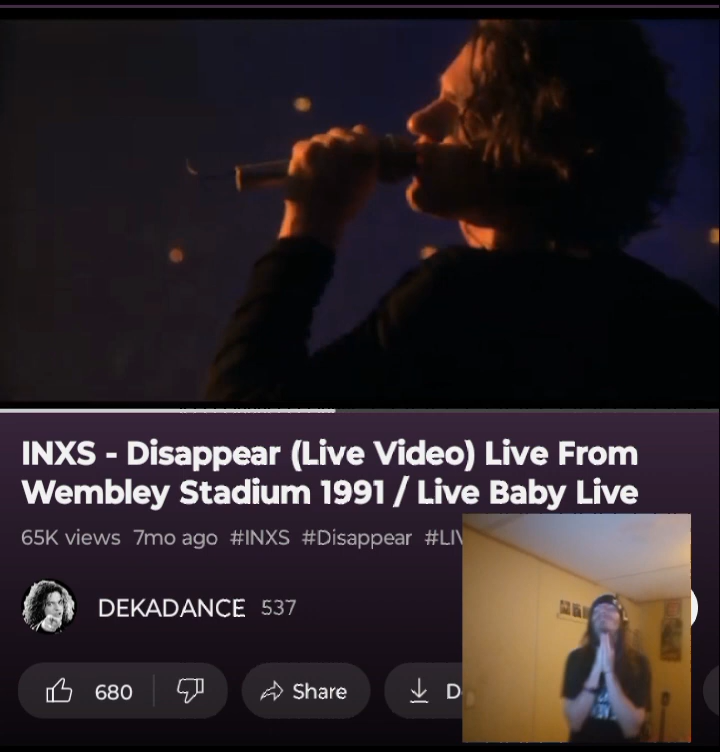 INXS - Disappear (Live Video) Live From
Wembley Stadium 1991 / Live Baby Live
65K views 7mo ago #INXS #Disappear #LIV
DEKADANCE 537
680 Share D